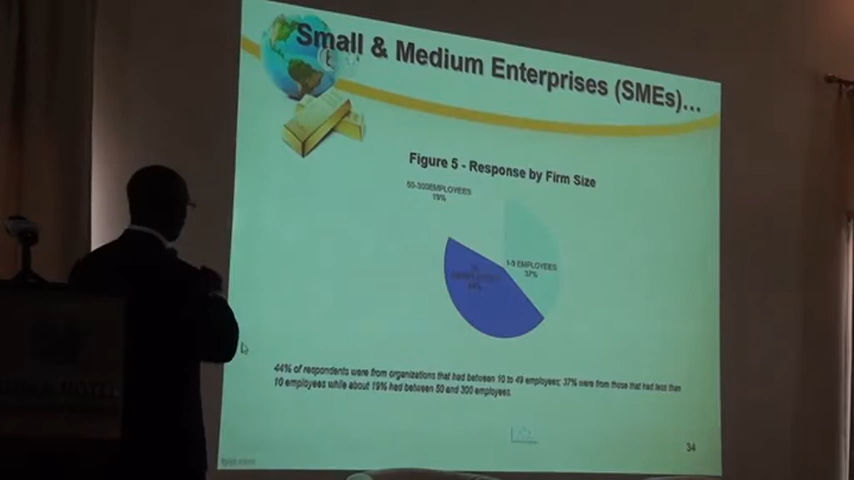 Small & Medium Enterprises (SMEs)...
Figure 5 - Response by Firm Size
50-300EMPLOYEES
19%
1-9 EMPLOYEES
37%
44% of respondents were from organizations that had between 10 to 49 employees; 37% were from those that had less than
10 employees while about 19% had between 50 and 300 employees.
34